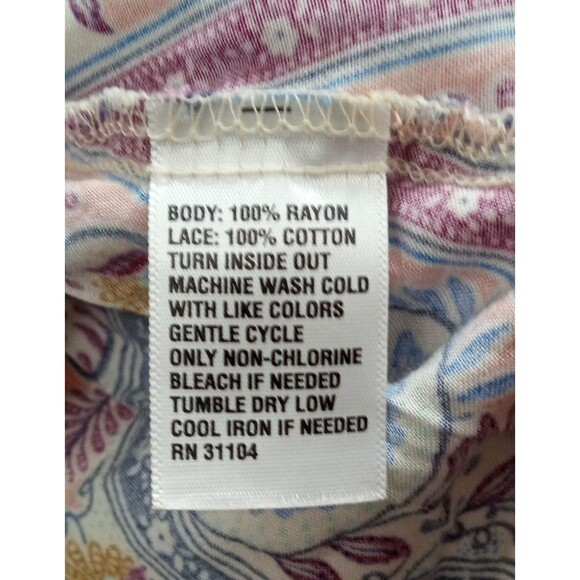 BODY: 100% RAYON
LACE: 100% COTTON
TURN INSIDE OUT
MACHINE WASH COLD
WITH LIKE COLORS
GENTLE CYCLE
ONLY NON-CHLORINE
BLEACH IF NEEDED
TUMBLE DRY LOW
COOL IRON IF NEEDED
RN 31104